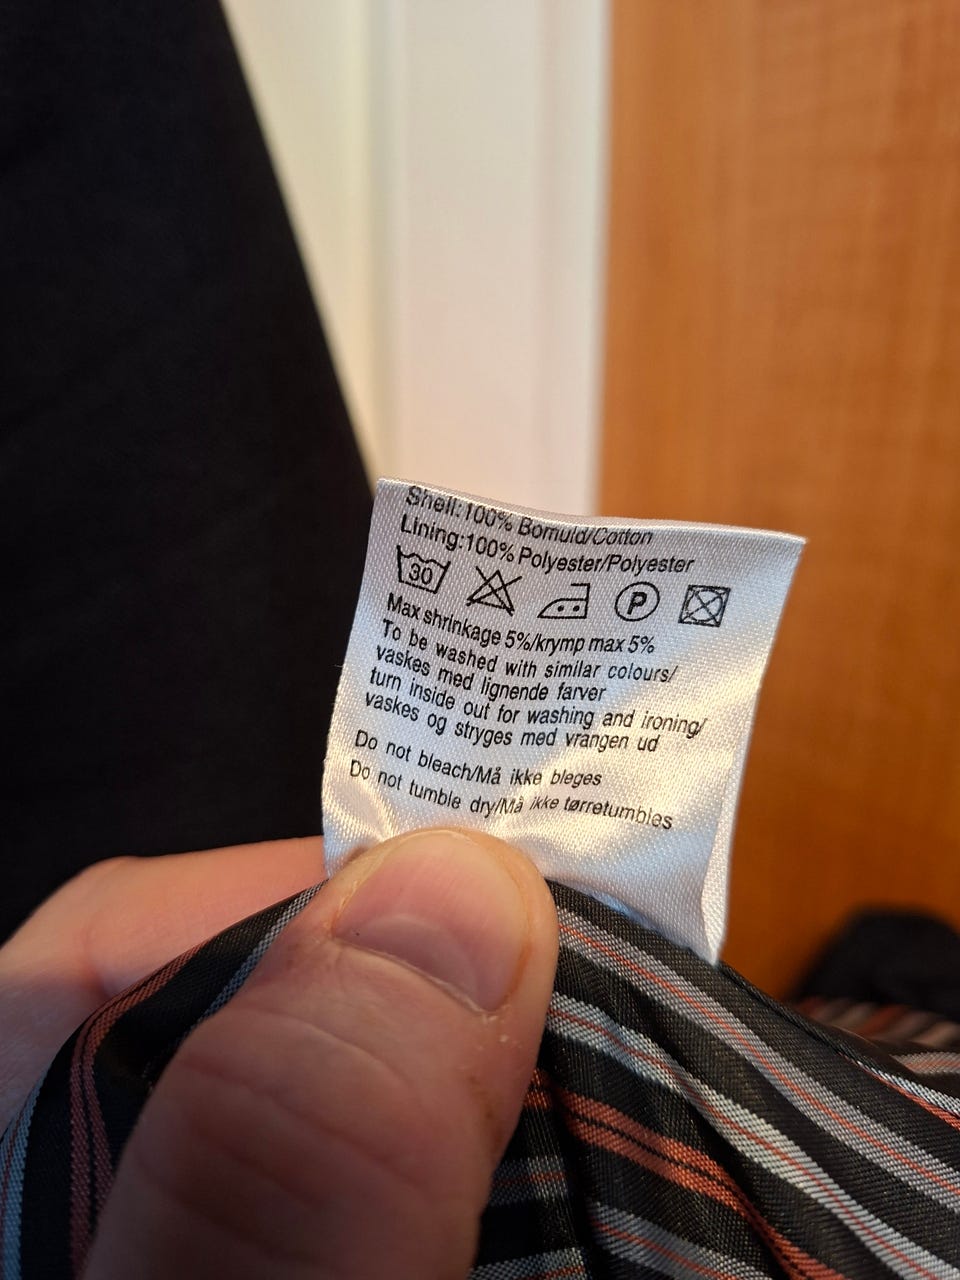 Shell:100% Bomuld/Cotton
Lining:100% Polyester/Polyester
30 P
Max shrinkage 5%/krymp max 5%
To be washed with similar colours/
vaskes med lignende farver
turn inside out for washing and ironing/
vaskes og stryges med vrangen ud
Do not bleach/Må ikke bleges
Do not tumble dry/Må ikke tørretumbles